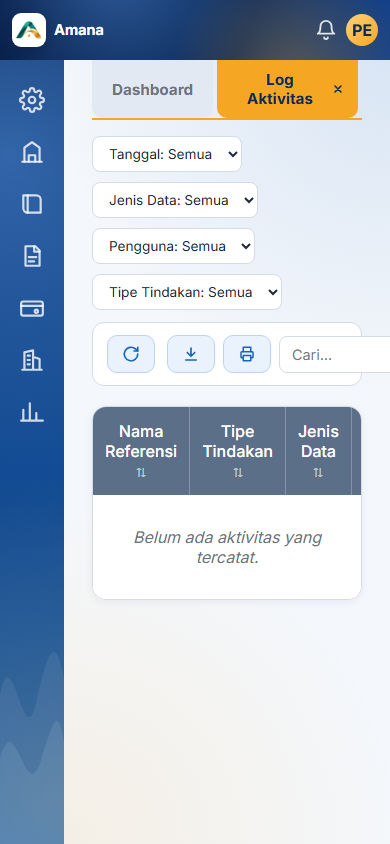 Amana
PE
Dashboard
Log
Aktivitas
×
Tanggal: Semua
Jenis Data: Semua
Pengguna: Semua
Tipe Tindakan: Semua
Cari...
Nama
Referensi
Tipe
Tindakan
Jenis
Data
Belum ada aktivitas yang
tercatat.